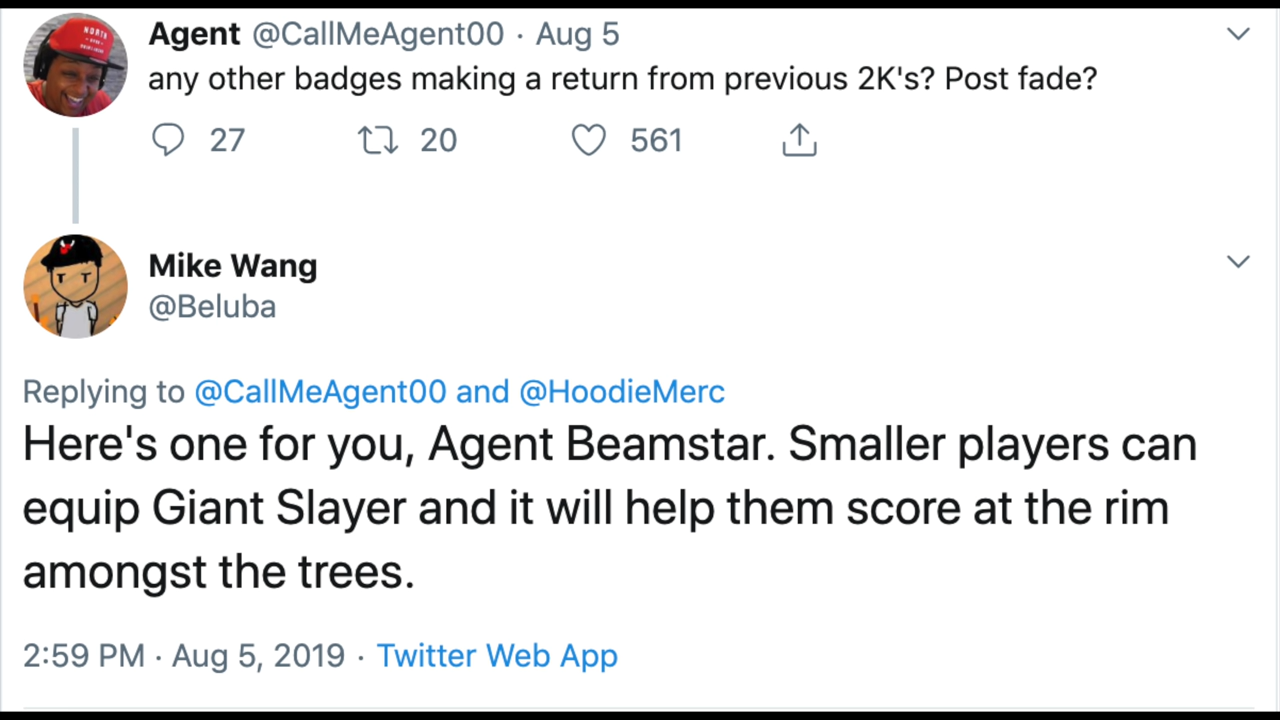 Agent @CallMeAgent00 · Aug 5
any other badges making a return from previous 2K's? Post fade?
27 20 561
Mike Wang
@Beluba
Replying to @CallMeAgent00 and @HoodieMerc
Here's one for you, Agent Beamstar. Smaller players can
equip Giant Slayer and it will help them score at the rim
amongst the trees.
2:59 PM · Aug 5, 2019 · Twitter Web App